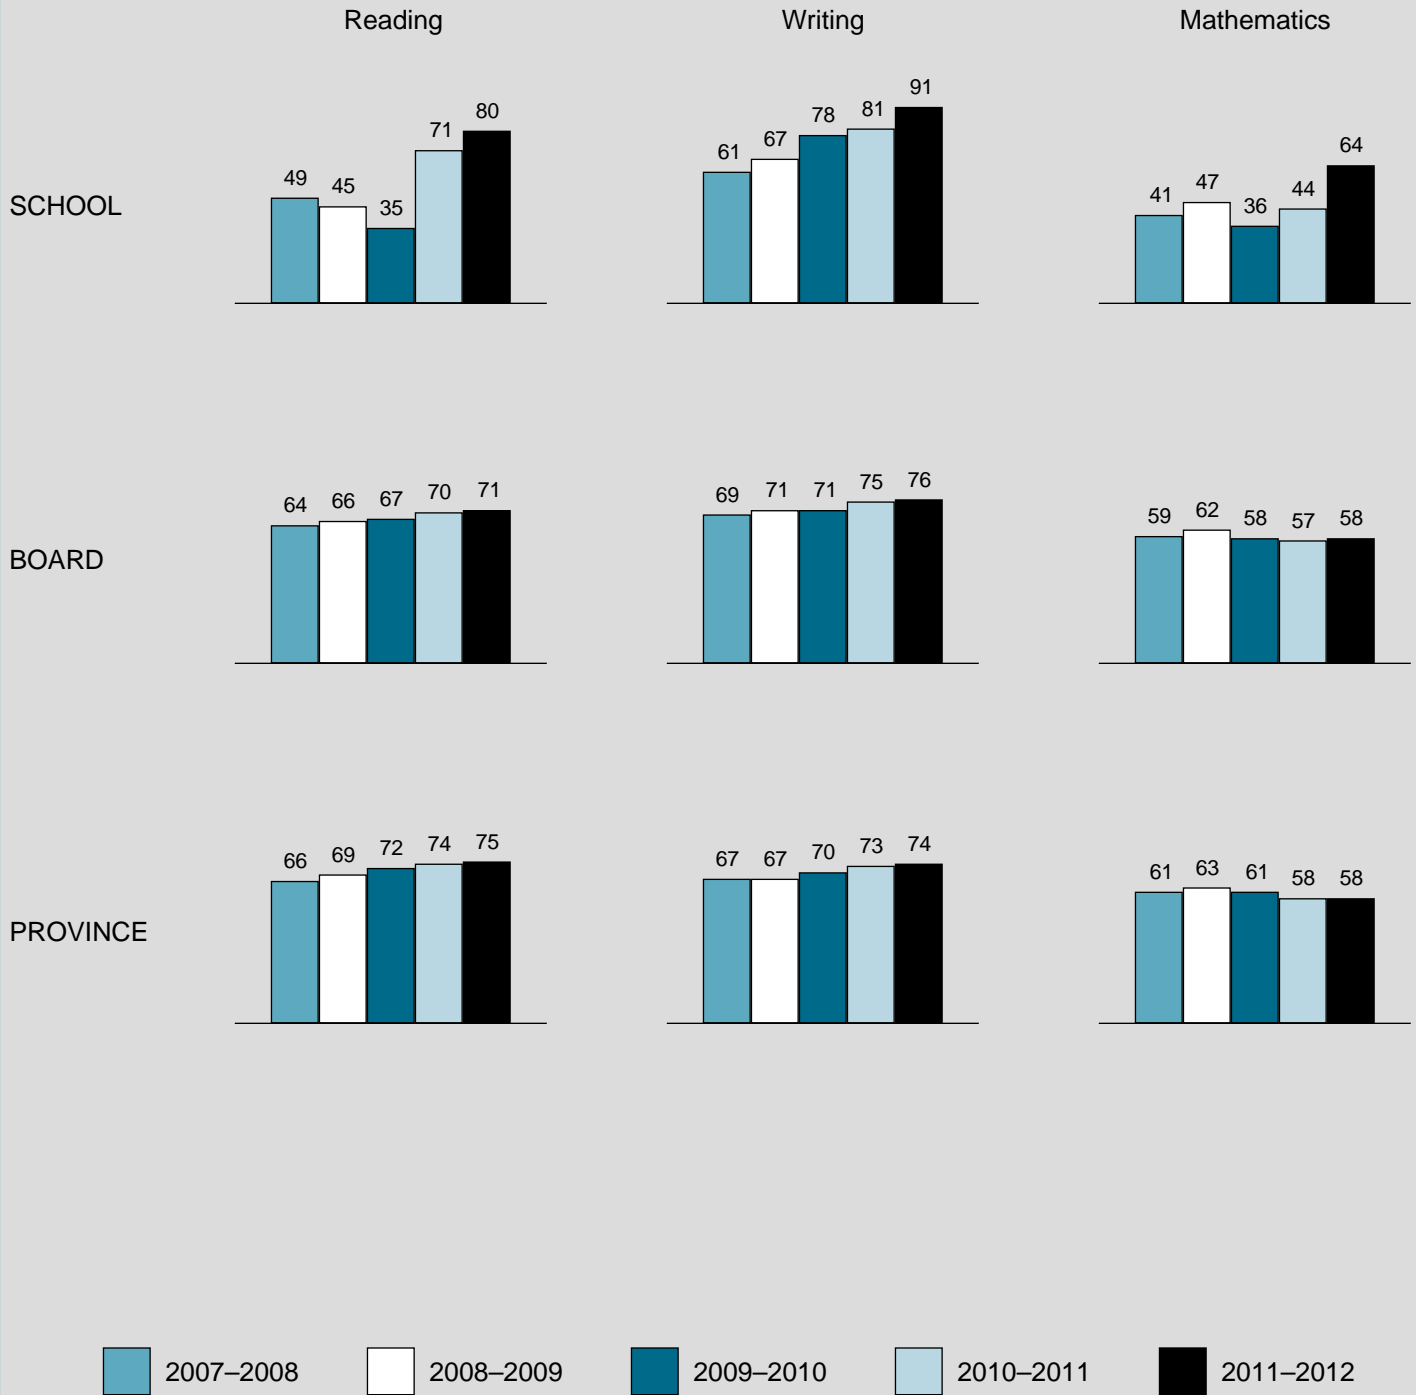 Reading Writing Mathematics
SCHOOL
49 45 35 71 80
61 67 78 81 91
41 47 36 44 64
BOARD
64 66 67 70 71
69 71 71 75 76
59 62 58 57 58
PROVINCE
66 69 72 74 75
67 67 70 73 74
61 63 61 58 58
2007–2008 2008–2009 2009–2010 2010–2011 2011–2012